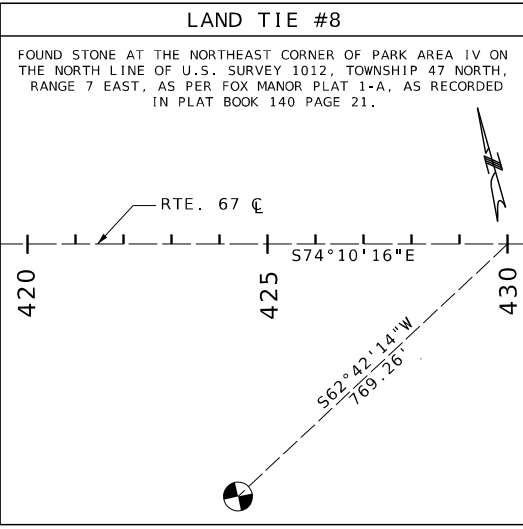 LAND TIE #8
FOUND STONE AT THE NORTHEAST CORNER OF PARK AREA IV ON
THE NORTH LINE OF U.S. SURVEY 1012, TOWNSHIP 47 NORTH,
RANGE 7 EAST, AS PER FOX MANOR PLAT 1-A, AS RECORDED
IN PLAT BOOK 140 PAGE 21.
N
RTE. 67 ℄
S74°10'16"E
420
425
430
S62°42'14"W
769.26'